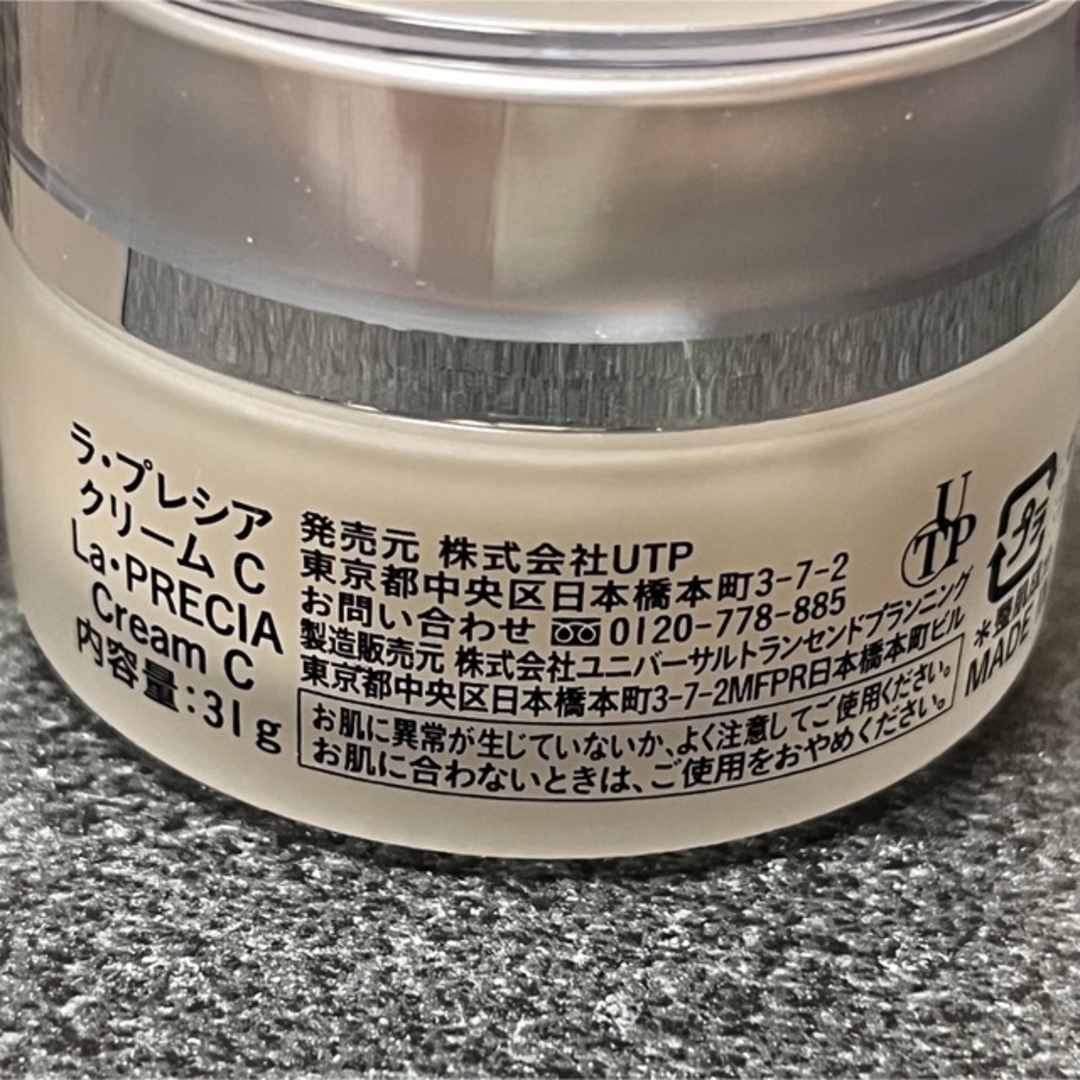 ラ・プレシア
クリーム C
La・PRECIA
Cream C
内容量:31g
発売元 株式会社UTP
東京都中央区日本橋本町3-7-2
お問い合わせ 0120-778-885
製造販売元 株式会社ユニバーサルトランセンドプランニング
東京都中央区日本橋本町3-7-2MFPR日本橋本町ビル
お肌に異常が生じていないか、よく注意してご使用ください。
お肌に合わないときは、ご使用をおやめください。
UTP
プラ
MADE